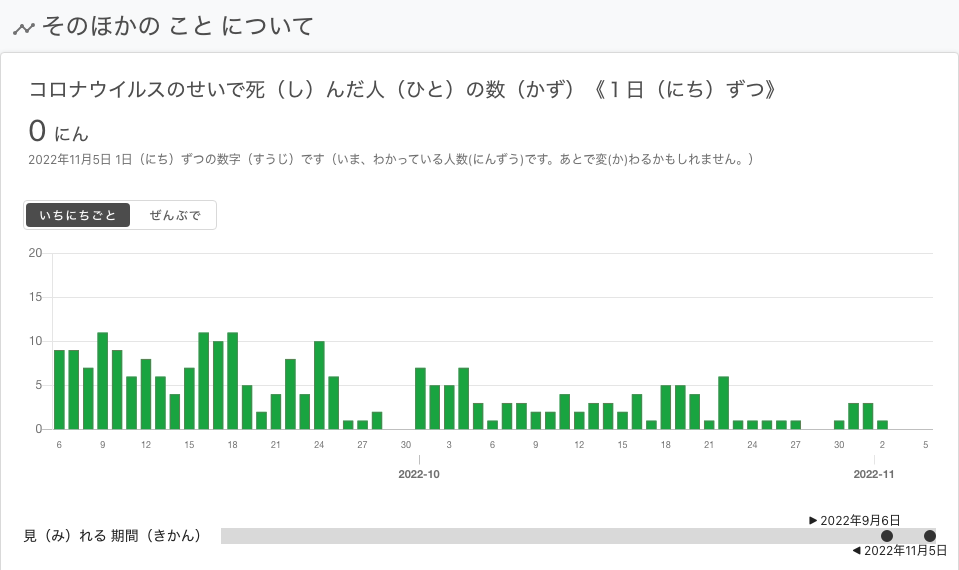 そのほかの こと について
コロナウイルスのせいで死（し）んだ人（ひと）の数（かず）《１日（にち）ずつ》
0 にん
2022年11月5日 1日（にち）ずつの数字（すうじ）です（いま、わかっている人数(にんずう)です。あとで変(か)わるかもしれません。）
いちにちごと ぜんぶで
20
15
10
5
0
6 9 12 15 18 21 24 27 30 3 6 9 12 15 18 21 24 27 30 2 5
2022-10 2022-11
▶ 2022年9月6日
見（み）れる 期間（きかん）
◀ 2022年11月5日